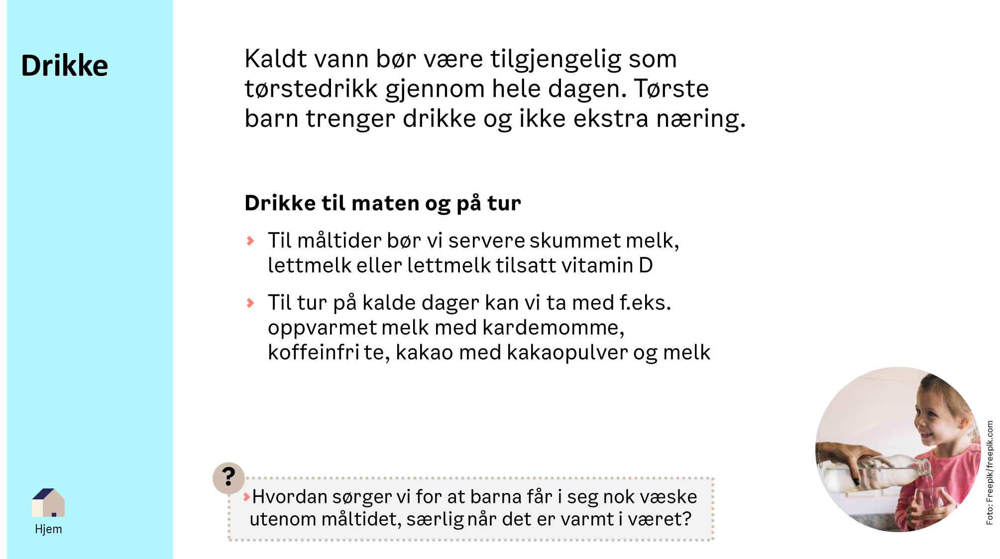 Drikke
Kaldt vann bør være tilgjengelig som
tørstedrikk gjennom hele dagen. Tørste
barn trenger drikke og ikke ekstra næring.
Drikke til maten og på tur
Til måltider bør vi servere skummet melk,
lettmelk eller lettmelk tilsatt vitamin D
Til tur på kalde dager kan vi ta med f.eks.
oppvarmet melk med kardemomme,
koffeinfri te, kakao med kakaopulver og melk
?
Hvordan sørger vi for at barna får i seg nok væske
utenom måltidet, særlig når det er varmt i været?
Hjem
Foto: Freepik/freepik.com